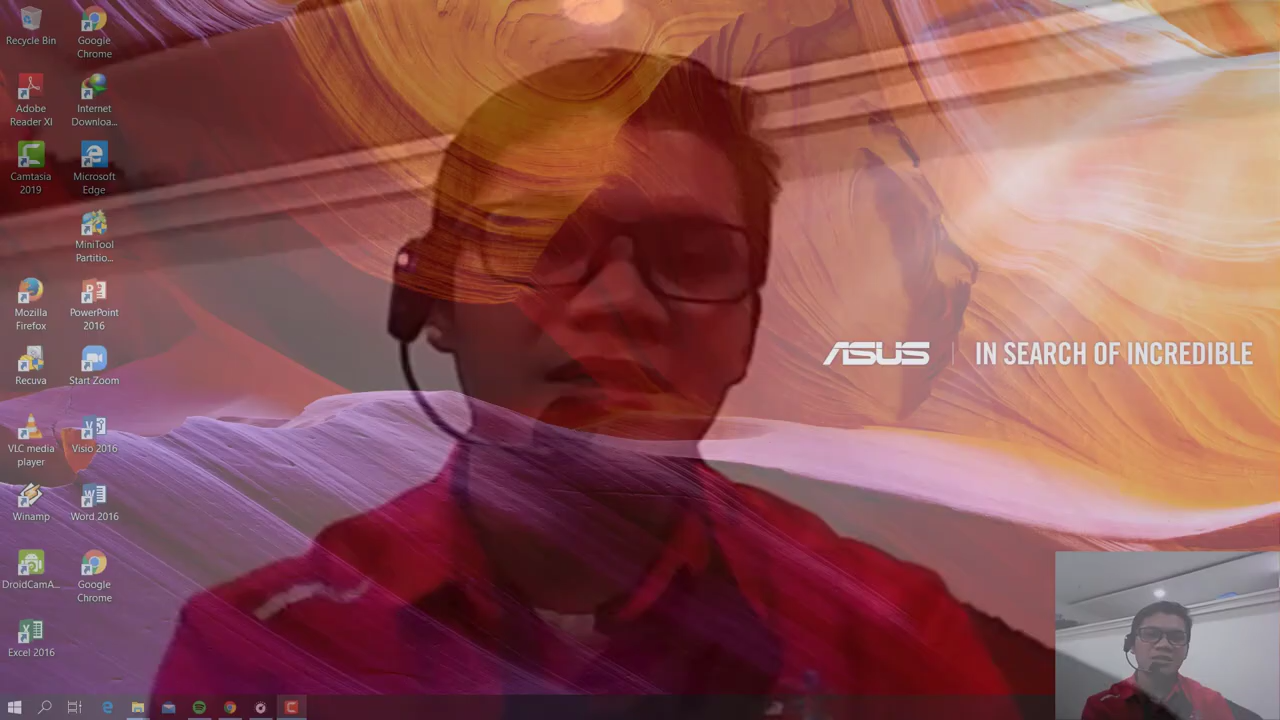 Recycle Bin
Google
Chrome
Adobe
Reader XI
Internet
Downloa...
Camtasia
2019
Microsoft
Edge
MiniTool
Partitio...
Mozilla
Firefox
PowerPoint
2016
Recuva
Start Zoom
VLC media
player
Visio 2016
Winamp
Word 2016
DroidCamA...
Google
Chrome
Excel 2016
ASUS
IN SEARCH OF INCREDIBLE